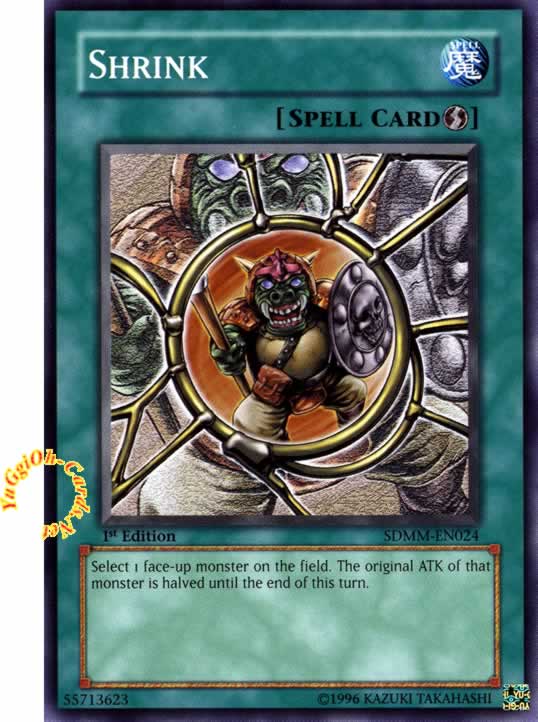 SHRINK
SPELL
魔
[SPELL CARD]
1st Edition
SDMM-EN024
Select 1 face-up monster on the field. The original ATK of that
monster is halved until the end of this turn.
55713623
©1996 KAZUKI TAKAHASHI
YuGgiOh-Cards.Net